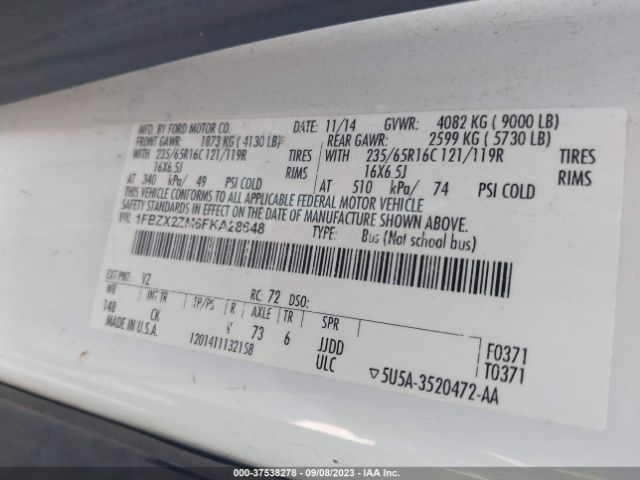 MFD. BY FORD MOTOR CO. DATE: 11/14 GVWR: 4082 KG ( 9000 LB)
FRONT GAWR: 1873 KG ( 4130 LB) REAR GAWR: 2599 KG ( 5730 LB)
WITH 235/65R16C 121/119R TIRES WITH 235/65R16C 121/119R TIRES
16X6.5J RIMS 16X6.5J RIMS
AT 340 kPa/ 49 PSI COLD AT 510 kPa/ 74 PSI COLD
THIS VEHICLE CONFORMS TO ALL APPLICABLE FEDERAL MOTOR VEHICLE
SAFETY STANDARDS IN EFFECT ON THE DATE OF MANUFACTURE SHOWN ABOVE.
VIN: 1FBZX2ZM6FKA28648 TYPE: Bus (Not school bus)
EXT PNT: YZ RC: 72 DSO:
WB INT TR TP/PS R AXLE TR SPR
148 CK 73 6 JJDD
MADE IN U.S.A. 1201411132158 ULC
F0371
T0371
▽5U5A-3520472-AA
000-37538278 - 09/08/2023 - IAA Inc.